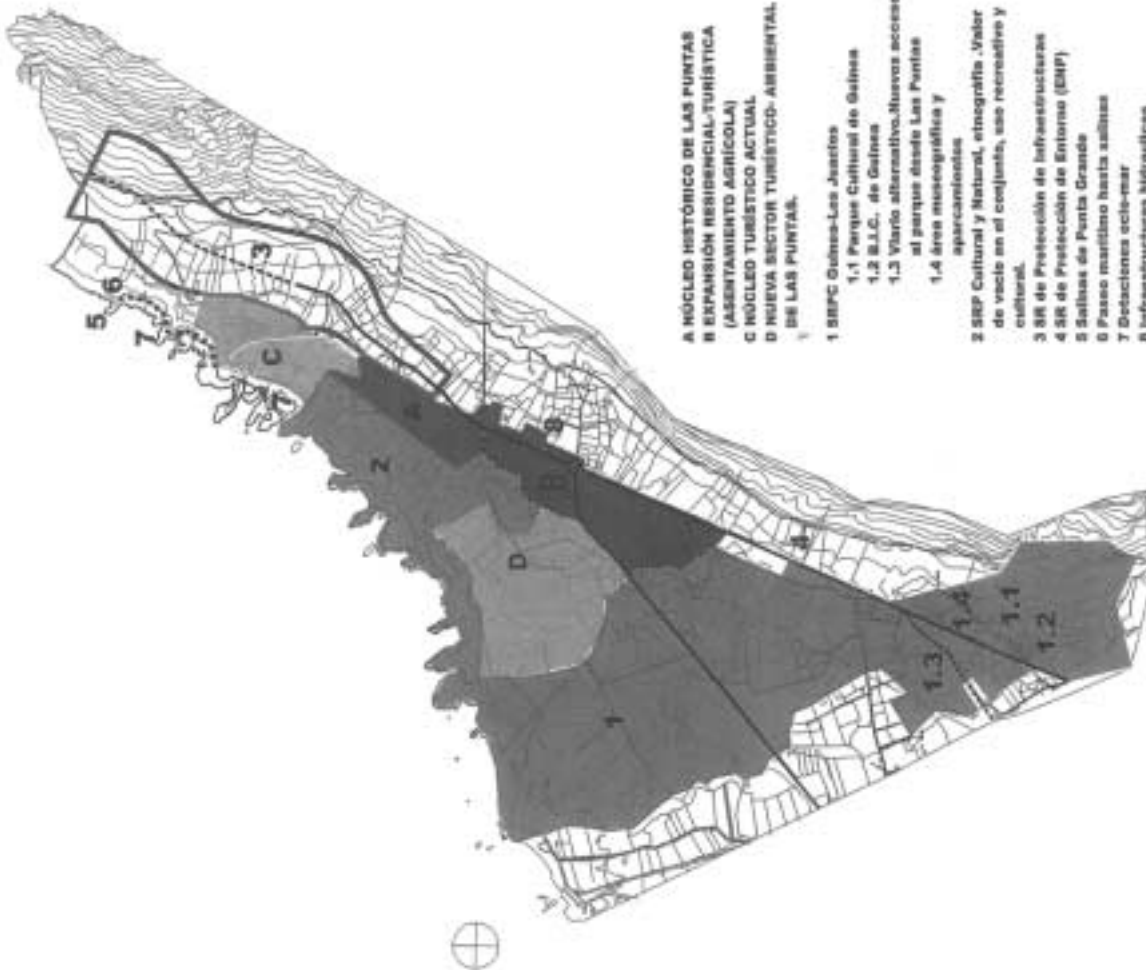 A NÚCLEO HISTÓRICO DE LAS PUNTAS
B EXPANSIÓN RESIDENCIAL-TURÍSTICA
(ASENTAMIENTO AGRÍCOLA)
C NÚCLEO TURÍSTICO ACTUAL
D NUEVA SECTOR TURÍSTICO- AMBIENTAL
DE LAS PUNTAS.
1 SRPC Guinea-Los Juaclos
1.1 Parque Cultural de Guinea
1.2 B.I.C. de Guinea
1.3 Viario alternativo.Nuevos acceso
al parque desde Las Puntas
1.4 área museográfica y
aparcamientos
2 SRP Cultural y Natural, etnográfia .Valor
de vacío en el conjunto, uso recreativo y
cultural.
3 SR de Protección de Infraestructuras
4 SR de Protección de Entorno (ENP)
5 Salinas de Punta Grande
6 Paseo marítimo hasta salinas
7 Dotaciones ocio-mar
5
6
7
7
C
3
2
A
8
B
D
4
1
1.4
1.3
1.1
1.2